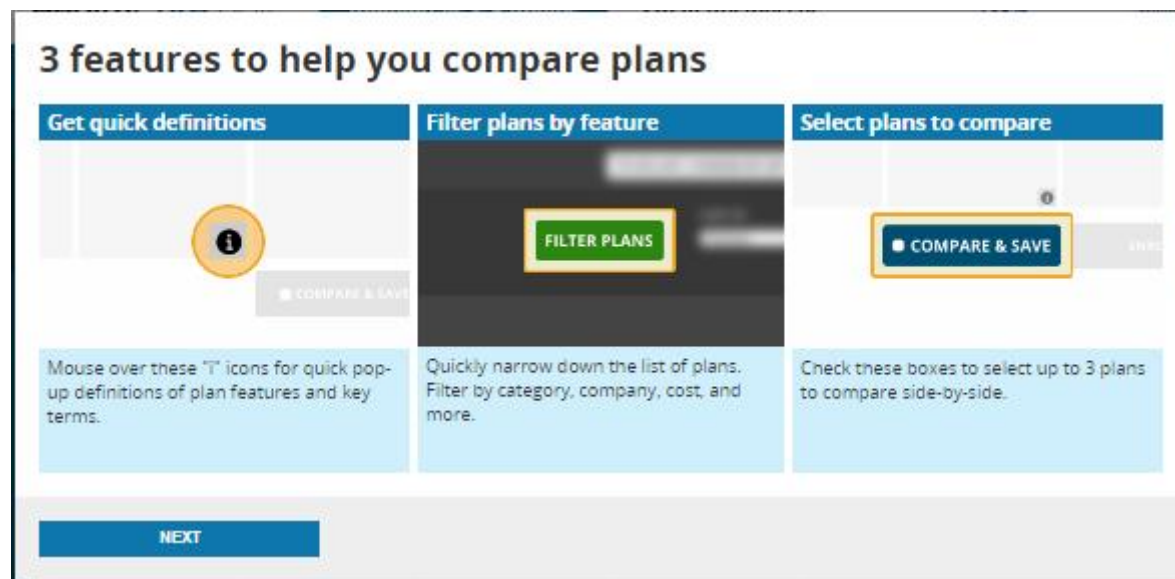 3 features to help you compare plans
Get quick definitions
COMPARE & SAVE
Mouse over these "i" icons for quick pop-
up definitions of plan features and key
terms.
Filter plans by feature
FILTER PLANS
Quickly narrow down the list of plans.
Filter by category, company, cost, and
more.
Select plans to compare
COMPARE & SAVE
Check these boxes to select up to 3 plans
to compare side-by-side.
NEXT